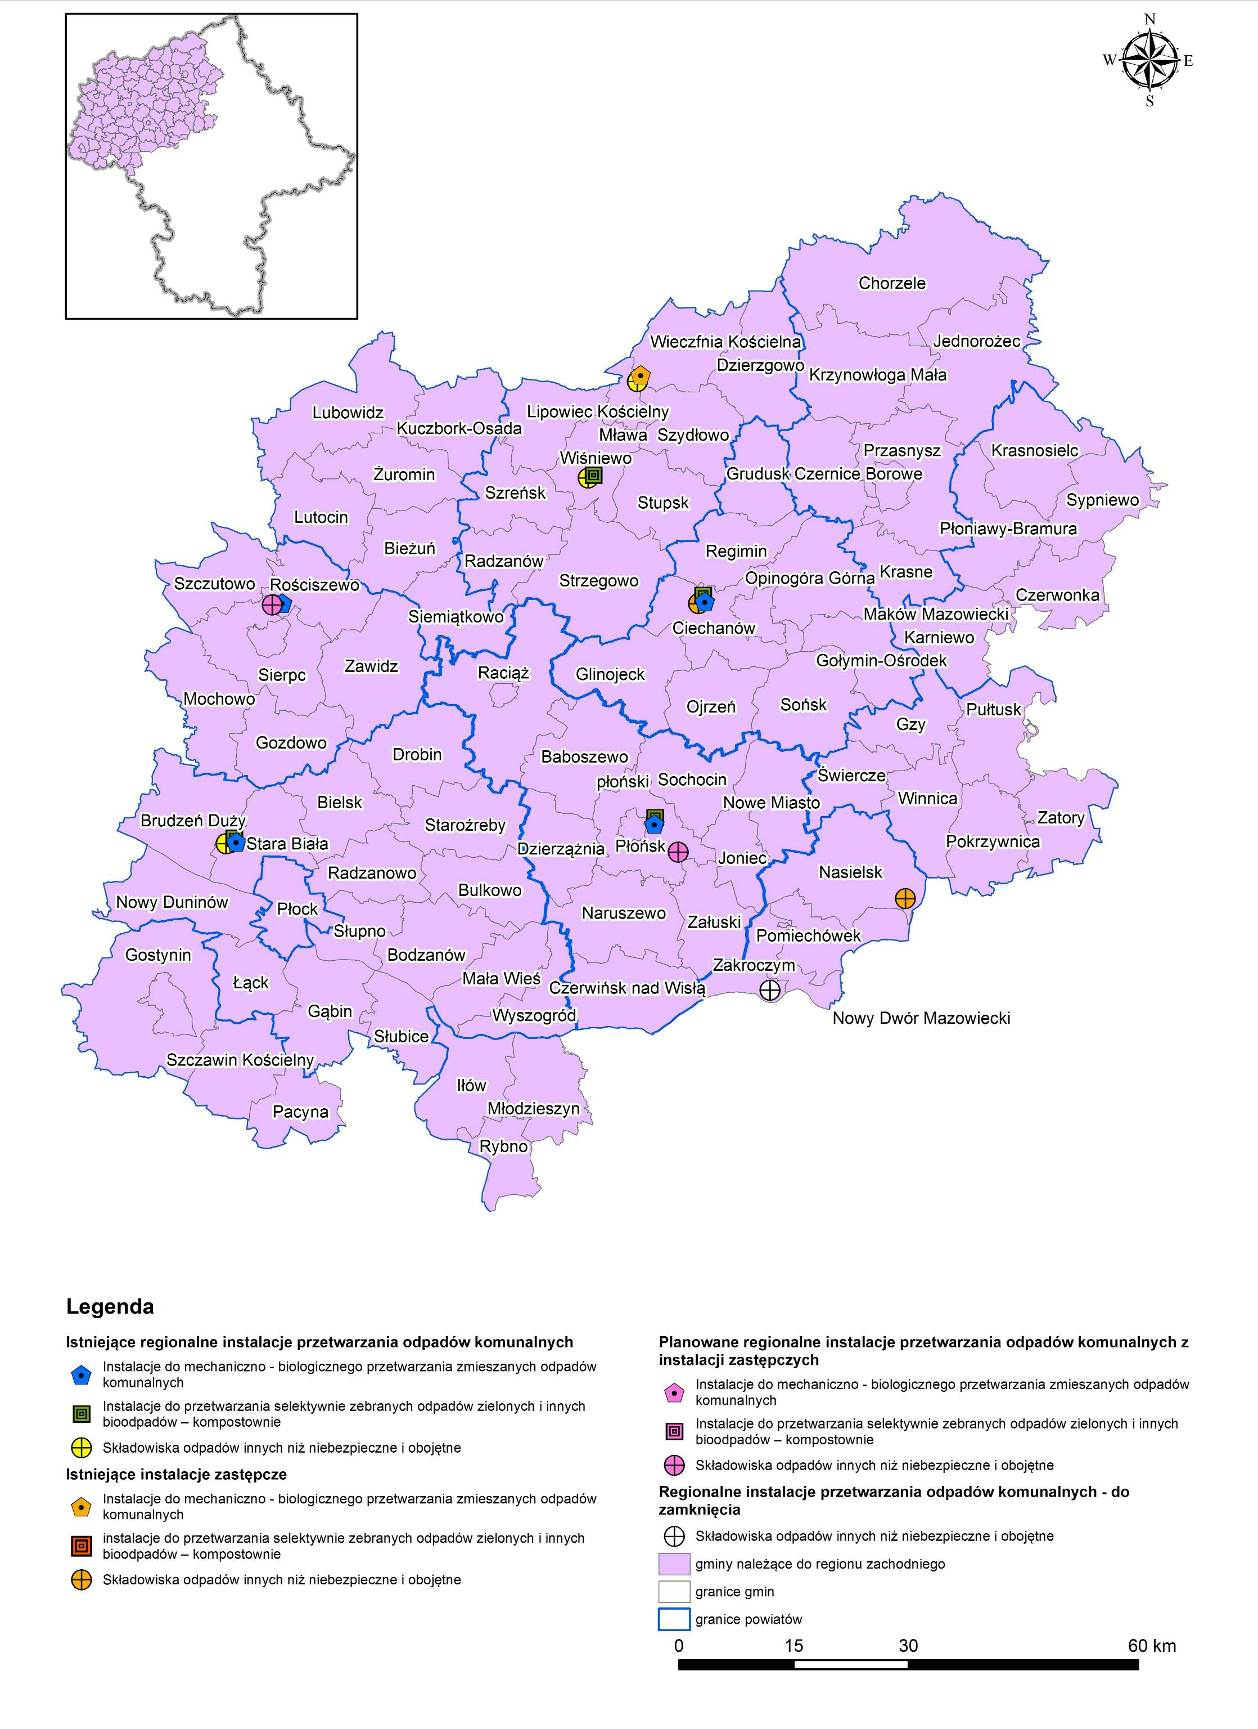 N
W
E
S
Chorzele
Wieczfnia Kościelna
Jednorożec
Dzierzgowo
Krzynowłoga Mała
Lubowidz
Lipowiec Kościelny
Kuczbork-Osada
Mława
Szydłowo
Przasnysz
Krasnosielc
Wiśniewo
Żuromin
Grudusk
Czernice Borowe
Szreńsk
Stupsk
Sypniewo
Lutocin
Płoniawy-Bramura
Bieżuń
Regimin
Radzanów
Krasne
Opinogóra Górna
Szczutowo
Rościszewo
Strzegowo
Czerwonka
Siemiątkowo
Maków Mazowiecki
Ciechanów
Karniewo
Gołymin-Ośrodek
Zawidz
Sierpc
Raciąż
Glinojeck
Mochowo
Ojrzeń
Sońsk
Pułtusk
Gzy
Gozdowo
Drobin
Baboszewo
płoński
Sochocin
Świercze
Bielsk
Nowe Miasto
Winnica
Brudzeń Duży
Staroźreby
Zatory
Stara Biała
Dzierzążnia
Płońsk
Joniec
Pokrzywnica
Radzanowo
Nasielsk
Bulkowo
Nowy Duninów
Płock
Naruszewo
Załuski
Słupno
Pomiechówek
Gostynin
Bodzanów
Zakroczym
Łąck
Mała Wieś
Czerwińsk nad Wisłą
Gąbin
Wyszogród
Nowy Dwór Mazowiecki
Słubice
Szczawin Kościelny
Iłów
Pacyna
Młodzieszyn
Rybno
Legenda
Istniejące regionalne instalacje przetwarzania odpadów komunalnych
Instalacje do mechaniczno - biologicznego przetwarzania zmieszanych odpadów
komunalnych
Instalacje do przetwarzania selektywnie zebranych odpadów zielonych i innych
bioodpadów – kompostownie
Składowiska odpadów innych niż niebezpieczne i obojętne
Istniejące instalacje zastępcze
Instalacje do mechaniczno - biologicznego przetwarzania zmieszanych odpadów
komunalnych
instalacje do przetwarzania selektywnie zebranych odpadów zielonych i innych
bioodpadów – kompostownie
Składowiska odpadów innych niż niebezpieczne i obojętne
Planowane regionalne instalacje przetwarzania odpadów komunalnych z
instalacji zastępczych
Instalacje do mechaniczno - biologicznego przetwarzania zmieszanych odpadów
komunalnych
Instalacje do przetwarzania selektywnie zebranych odpadów zielonych i innych
bioodpadów – kompostownie
Składowiska odpadów innych niż niebezpieczne i obojętne
Regionalne instalacje przetwarzania odpadów komunalnych - do
zamknięcia
Składowiska odpadów innych niż niebezpieczne i obojętne
gminy należące do regionu zachodniego
granice gmin
granice powiatów
0 15 30 60 km